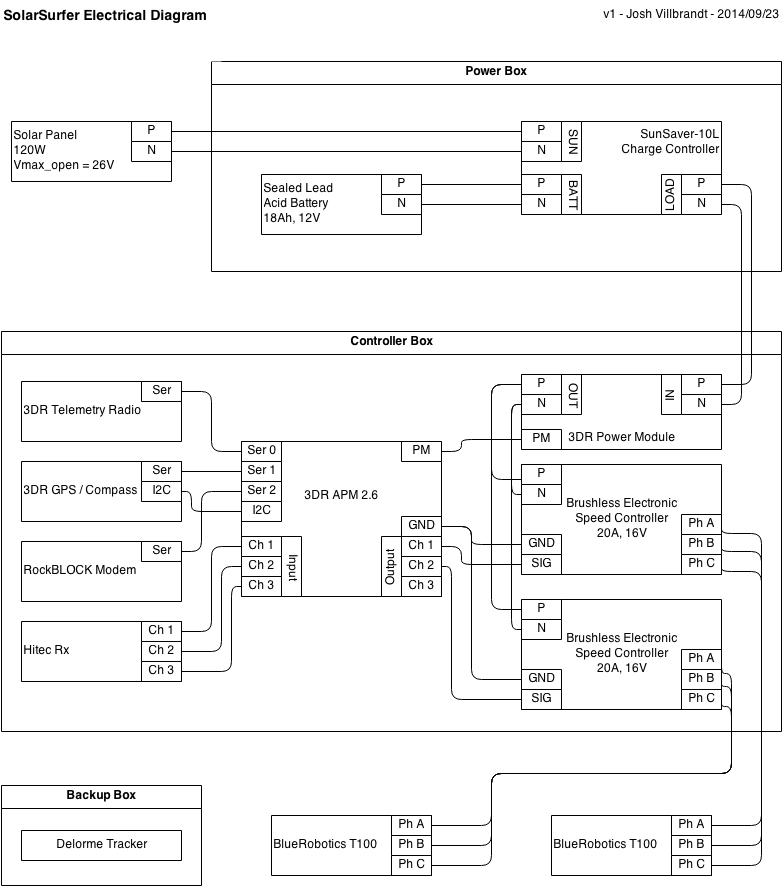 SolarSurfer Electrical Diagram
v1 - Josh Villbrandt - 2014/09/23
Power Box
Solar Panel
120W
Vmax_open = 26V
P
N
P
N
SUN
SunSaver-10L
Charge Controller
Sealed Lead
Acid Battery
18Ah, 12V
P
N
P
N
BATT
LOAD
P
N
Controller Box
3DR Telemetry Radio
Ser
3DR GPS / Compass
Ser
I2C
RockBLOCK Modem
Ser
Hitec Rx
Ch 1
Ch 2
Ch 3
Ser 0
Ser 1
Ser 2
I2C
3DR APM 2.6
PM
GND
Ch 1
Ch 2
Ch 3
Input
Output
Ch 1
Ch 2
Ch 3
P
N
OUT
IN
P
N
PM
3DR Power Module
P
N
Brushless Electronic
Speed Controller
20A, 16V
GND
SIG
Ph A
Ph B
Ph C
P
N
Brushless Electronic
Speed Controller
20A, 16V
GND
SIG
Ph A
Ph B
Ph C
Backup Box
Delorme Tracker
BlueRobotics T100
Ph A
Ph B
Ph C
BlueRobotics T100
Ph A
Ph B
Ph C